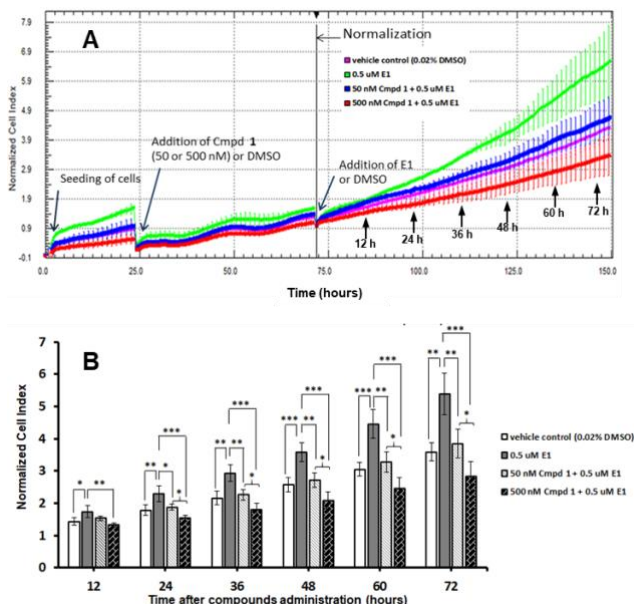 A
Normalization
vehicle control (0.02% DMSO)
0.5 uM E1
50 nM Cmpd 1 + 0.5 uM E1
500 nM Cmpd 1 + 0.5 uM E1
Addition of Cmpd 1
(50 or 500 nM) or DMSO
Seeding of cells
Addition of E1
or DMSO
12 h
24 h
36 h
48 h
60 h
72 h
Normalized Cell Index
7.9
6.9
5.9
4.9
3.9
2.9
1.9
0.9
-0.1
0.0
25.0
50.0
75.0
100.0
125.0
150.0
Time (hours)
B
Normalized Cell Index
7
6
5
4
3
2
1
0
* **
** * *** *
** ** *** *
*** ** *** *
*** ** *** *
** ** *** *
vehicle control (0.02% DMSO)
0.5 uM E1
50 nM Cmpd 1 + 0.5 uM E1
500 nM Cmpd 1 + 0.5 uM E1
12 24 36 48 60 72
Time after compounds administration (hours)